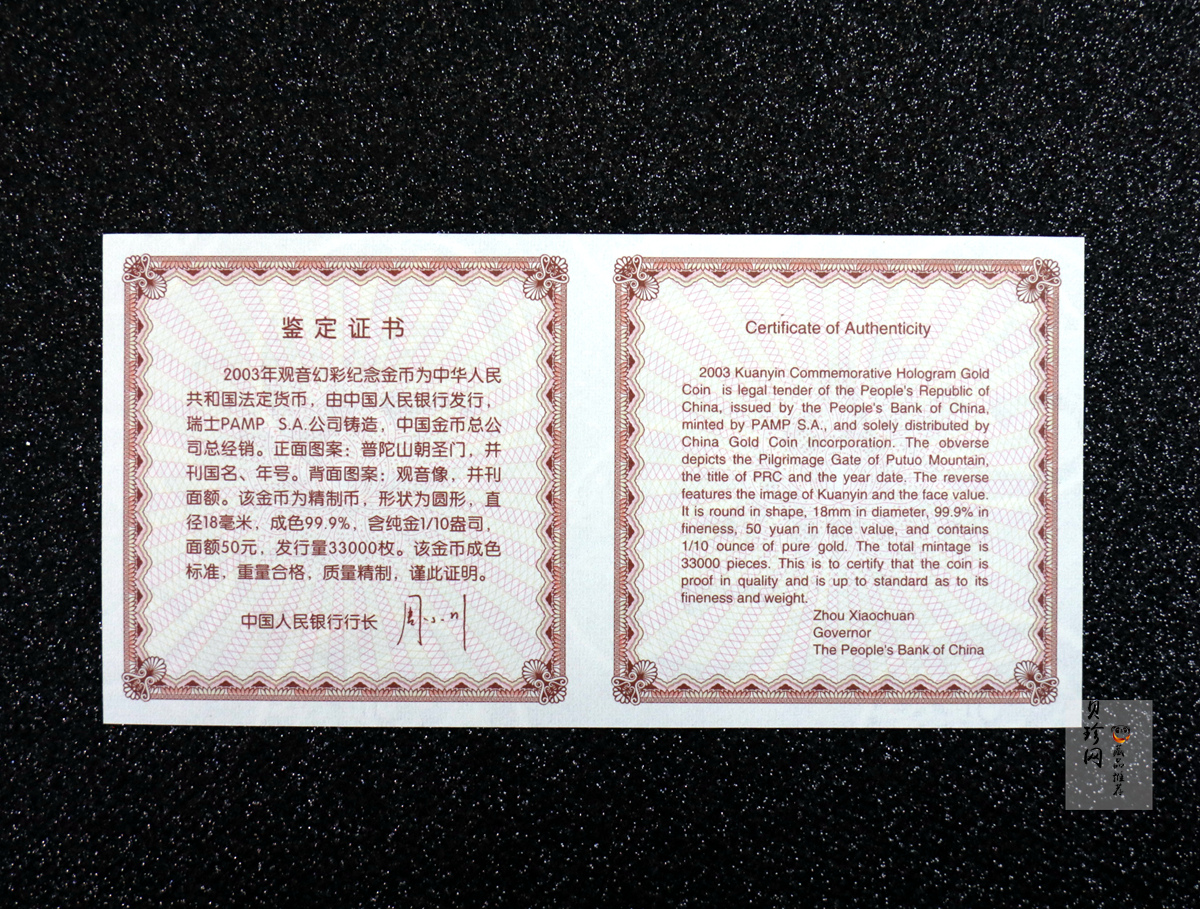 鉴定证书
2003年观音幻彩纪念金币为中华人民
共和国法定货币，由中国人民银行发行，
瑞士PAMP S.A.公司铸造，中国金币总公
司总经销。正面图案：普陀山朝圣门，并
刊国名、年号。背面图案：观音像，并刊
面额。该金币为精制币，形状为圆形，直
径18毫米，成色99.9%，含纯金1/10盎司，
面额50元，发行量33000枚。该金币成色
标准，重量合格，质量精制，谨此证明。
中国人民银行行长 周小川
Certificate of Authenticity
2003 Kuanyin Commemorative Hologram Gold
Coin is legal tender of the People's Republic of
China, issued by the People's Bank of China,
minted by PAMP S.A., and solely distributed by
China Gold Coin Incorporation. The obverse
depicts the Pilgrimage Gate of Putuo Mountain,
the title of PRC and the year date. The reverse
features the image of Kuanyin and the face value.
It is round in shape, 18mm in diameter, 99.9% in
fineness, 50 yuan in face value, and contains
1/10 ounce of pure gold. The total mintage is
33000 pieces. This is to certify that the coin is
proof in quality and is up to standard as to its
fineness and weight.
Zhou Xiaochuan
Governor
The People's Bank of China
贝珍网
藏品推荐